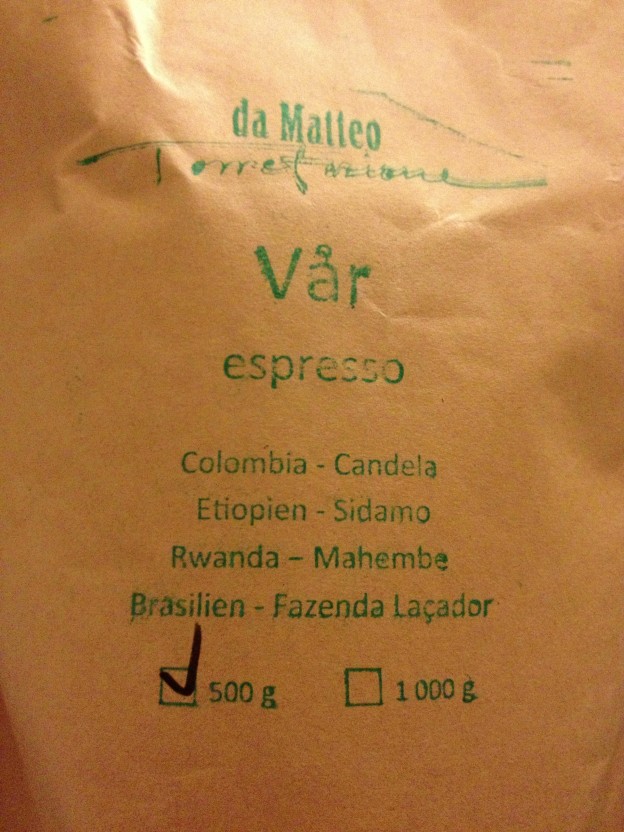 da Matteo
Torrefazione
Vår
espresso
Colombia - Candela
Etiopien - Sidamo
Rwanda – Mahembe
Brasilien - Fazenda Laçador
500 g 1 000 g